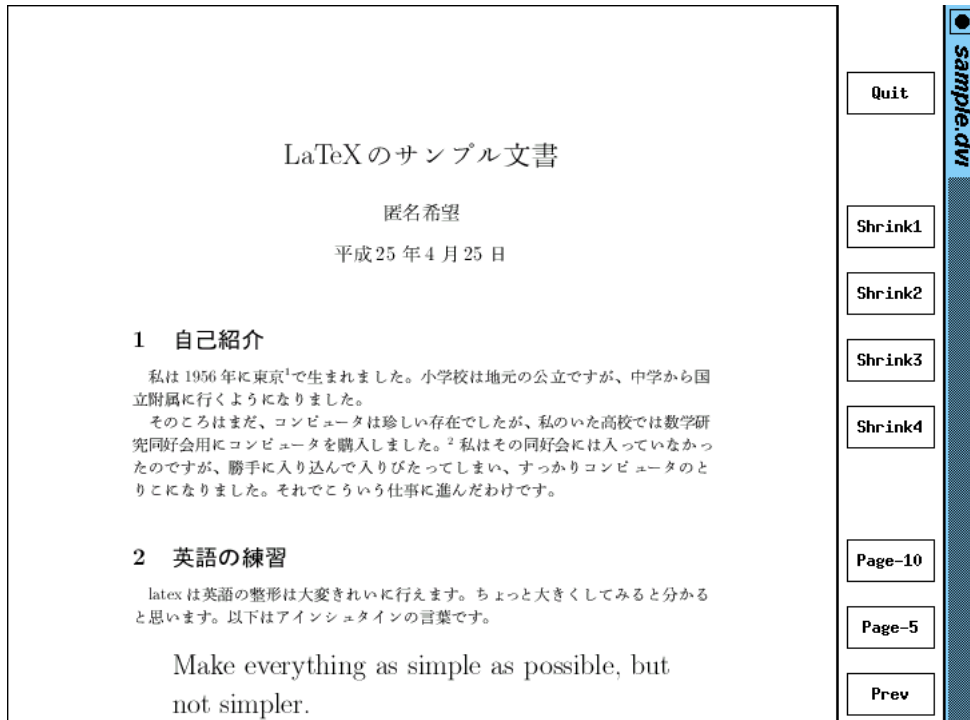 LaTeXのサンプル文書
匿名希望
平成25年4月25日
1 自己紹介
私は1956年に東京1で生まれました。小学校は地元の公立ですが、中学から国
立附属に行くようになりました。
そのころはまだ、コンピュータは珍しい存在でしたが、私のいた高校では数学研
究同好会用にコンピュータを購入しました。2 私はその同好会には入っていなかっ
たのですが、勝手に入り込んで入りびたってしまい、すっかりコンピュータのと
りこになりました。それでこういう仕事に進んだわけです。
2 英語の練習
latexは英語の整形は大変きれいに行えます。ちょっと大きくしてみると分かる
と思います。以下はアインシュタインの言葉です。
Make everything as simple as possible, but
not simpler.
Quit
Shrink1
Shrink2
Shrink3
Shrink4
Page-10
Page-5
Prev
sample.dvi